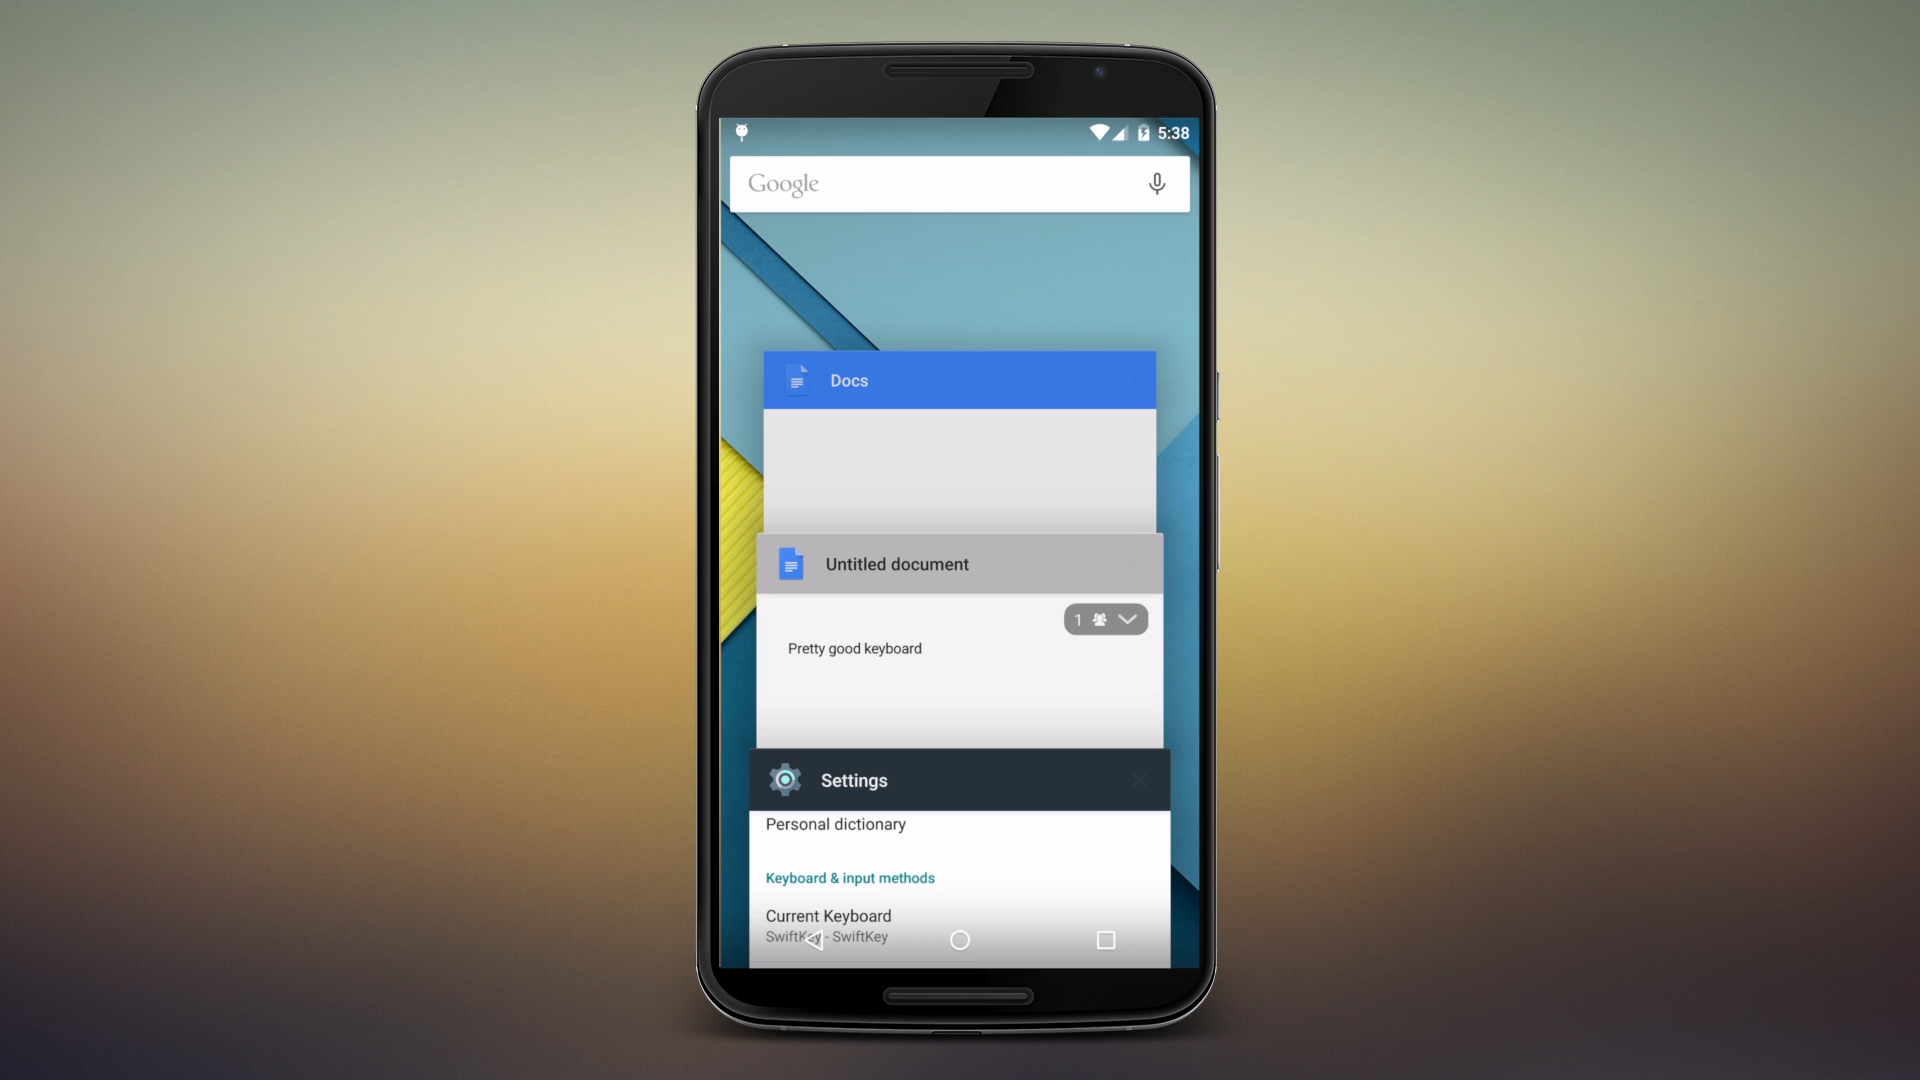 5:38
Google
Docs
Untitled document
1
Pretty good keyboard
Settings
Personal dictionary
Keyboard & input methods
Current Keyboard
SwiftKey - SwiftKey